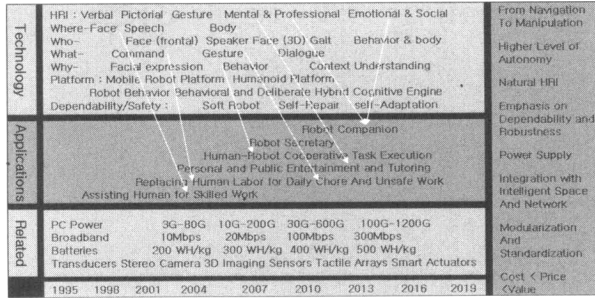 Technology
HRI : Verbal Pictorial Gesture Mental & Professional Emotional & Social
Where-Face Speech Body
Who- Face (frontal) Speaker Face (3D) Gait Behavior & body
What- Command Gesture Dialogue
Why- Facial expression Behavior Context Understanding
Platform : Mobile Robot Platform Humanoid Platform
Robot Behavior Behavioral and Deliberate Hybrid Cognitive Engine
Dependability/Safety : Soft Robot Self-Repair self-Adaptation
Applications
Robot Companion
Robot Secretary
Human-Robot Cooperative Task Execution
Personal and Public Entertainment and Tutoring
Replacing Human Labor for Daily Chore And Unsafe Work
Assisting Human for Skilled Work
Related
PC Power 3G-80G 10G-200G 30G-600G 100G-1200G
Broadband 10Mbps 20Mbps 100Mbps 300Mbps
Batteries 200 WH/kg 300 WH/kg 400 WH/kg 500 WH/kg
Transducers Stereo Camera 3D Imaging Sensors Tactile Arrays Smart Actuators
1995 1998 2001 2004 2007 2010 2013 2016 2019
From Navigation
To Manipulation
Higher Level of
Autonomy
Natural HRI
Emphasis on
Dependability and
Robustness
Power Supply
Integration with
Intelligent Space
And Network
Modularization
And
Standardization
Cost < Price
<Value